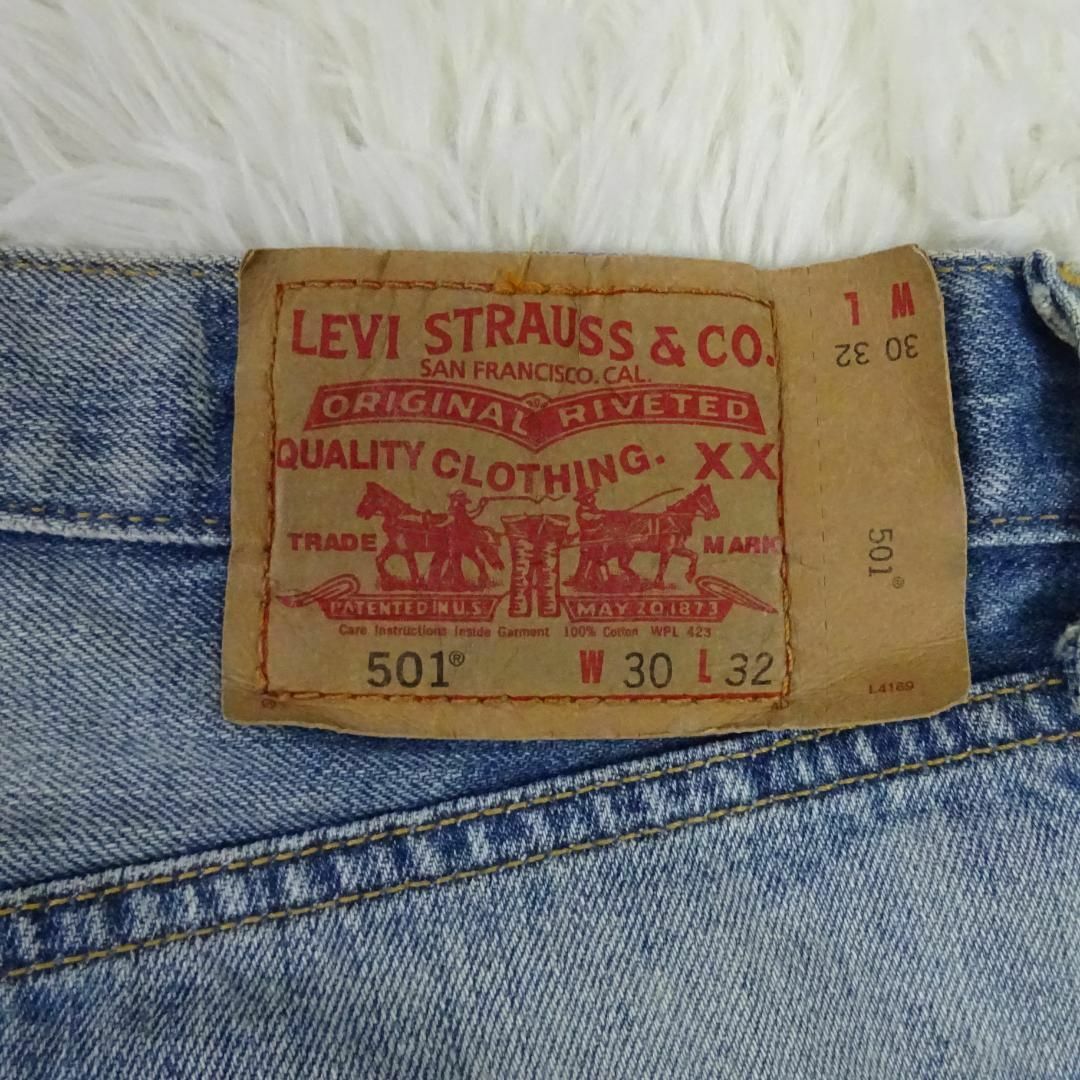 LEVI STRAUSS & CO.
SAN FRANCISCO, CAL.
ORIGINAL RIVETED
QUALITY CLOTHING. XX
TRADE MARK
PATENTED IN U.S. MAY 20 1873
Care Instructions Inside Garment 100% Cotton WPL 423
501® W 30 L 32
W L
30 32
501®
L4169